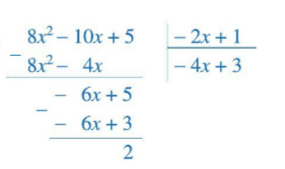 8x² – 10x + 5 | – 2x + 1
–
8x² – 4x | – 4x + 3
– 6x + 5
–
– 6x + 3
2